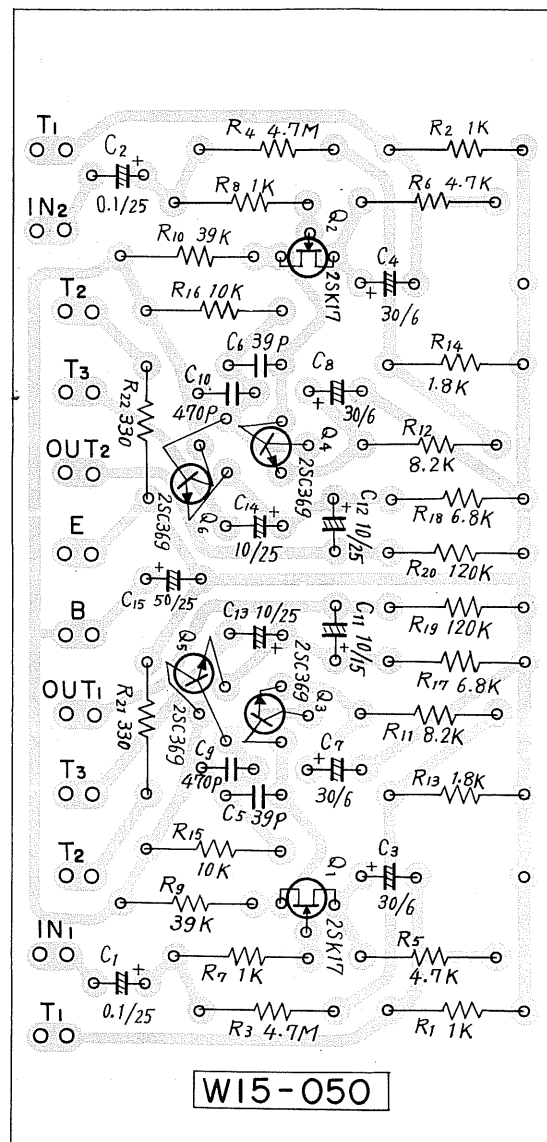 T1
C2
0.1/25
R4 4.7M
R2 1K
IN2
R8 1K
R6 4.7K
Q2
2SK17
R10 39K
C4
30/6
T2
R16 10K
C6 39P
R14
1.8K
T3
R22 330
C10
470P
C8
30/6
R12
8.2K
OUT2
Q4
2SC369
Q6
2SC369
C14
10/25
C12 10/25
R18 6.8K
E
R20 120K
C15 50/25
B
C13 10/25
C11 10/15
R19 120K
Q5
2SC369
R17 6.8K
OUT1
R21 330
Q3
2SC369
R11 8.2K
C9
470P
C7
30/6
T3
C5 39P
R13 1.8K
T2
R15
10K
Q1
2SK17
C3
30/6
R9
39K
IN1
C1
0.1/25
R7 1K
R5
4.7K
T1
R3 4.7M
R1 1K
W15-050